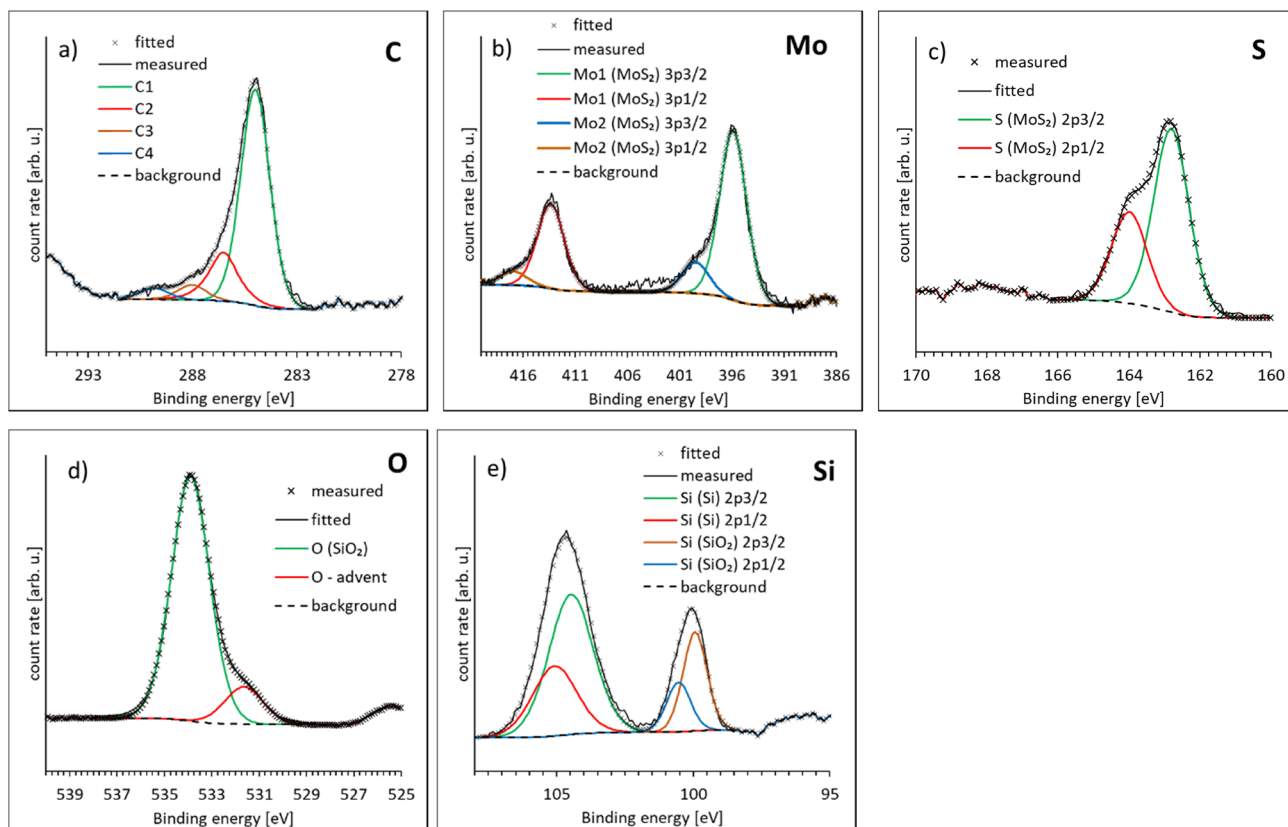 a)
C
fitted
measured
C1
C2
C3
C4
background
count rate [arb. u.]
293 288 283 278
Binding energy [eV]
b)
Mo
fitted
measured
Mo1 (MoS₂) 3p3/2
Mo1 (MoS₂) 3p1/2
Mo2 (MoS₂) 3p3/2
Mo2 (MoS₂) 3p1/2
background
count rate [arb. u.]
416 411 406 401 396 391 386
Binding energy [eV]
c)
S
measured
fitted
S (MoS₂) 2p3/2
S (MoS₂) 2p1/2
background
count rate [arb. u.]
170 168 166 164 162 160
Binding energy [eV]
d)
O
measured
fitted
O (SiO₂)
O - advent
background
count rate [arb. u.]
539 537 535 533 531 529 527 525
Binding energy [eV]
e)
Si
fitted
measured
Si (Si) 2p3/2
Si (Si) 2p1/2
Si (SiO₂) 2p3/2
Si (SiO₂) 2p1/2
background
count rate [arb. u.]
105 100 95
Binding energy [eV]